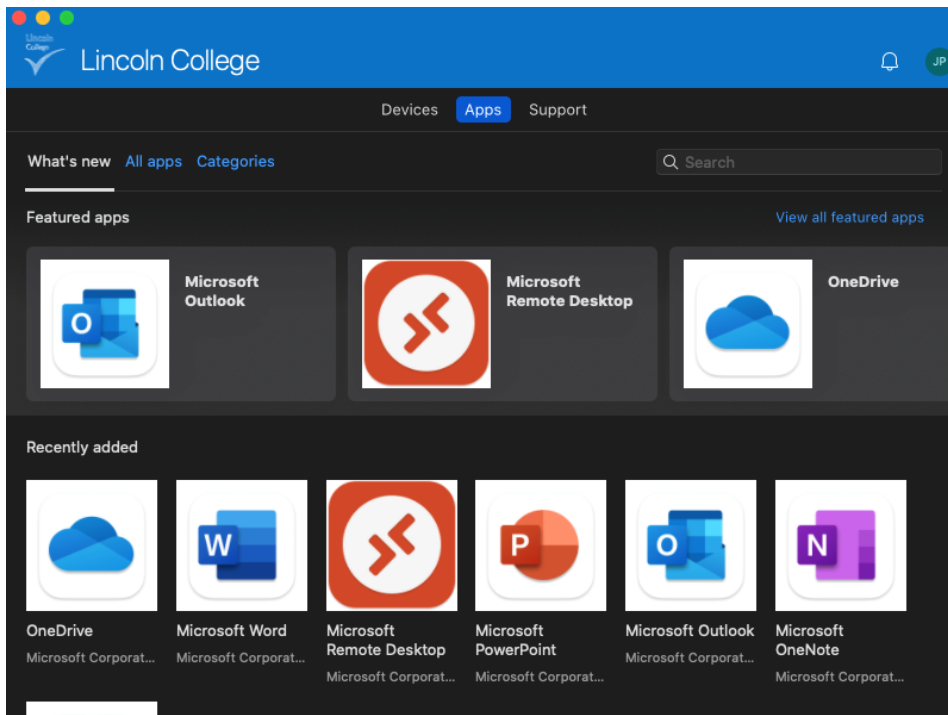 Lincoln
College
Lincoln College
JP
Devices Apps Support
What's new All apps Categories
Search
Featured apps
View all featured apps
O
Microsoft
Outlook
Microsoft
Remote Desktop
OneDrive
Recently added
W
P
O
N
OneDrive
Microsoft Word
Microsoft
Remote Desktop
Microsoft
PowerPoint
Microsoft Outlook
Microsoft
OneNote
Microsoft Corporat...
Microsoft Corporat...
Microsoft Corporat...
Microsoft Corporat...
Microsoft Corporat...
Microsoft Corporat...